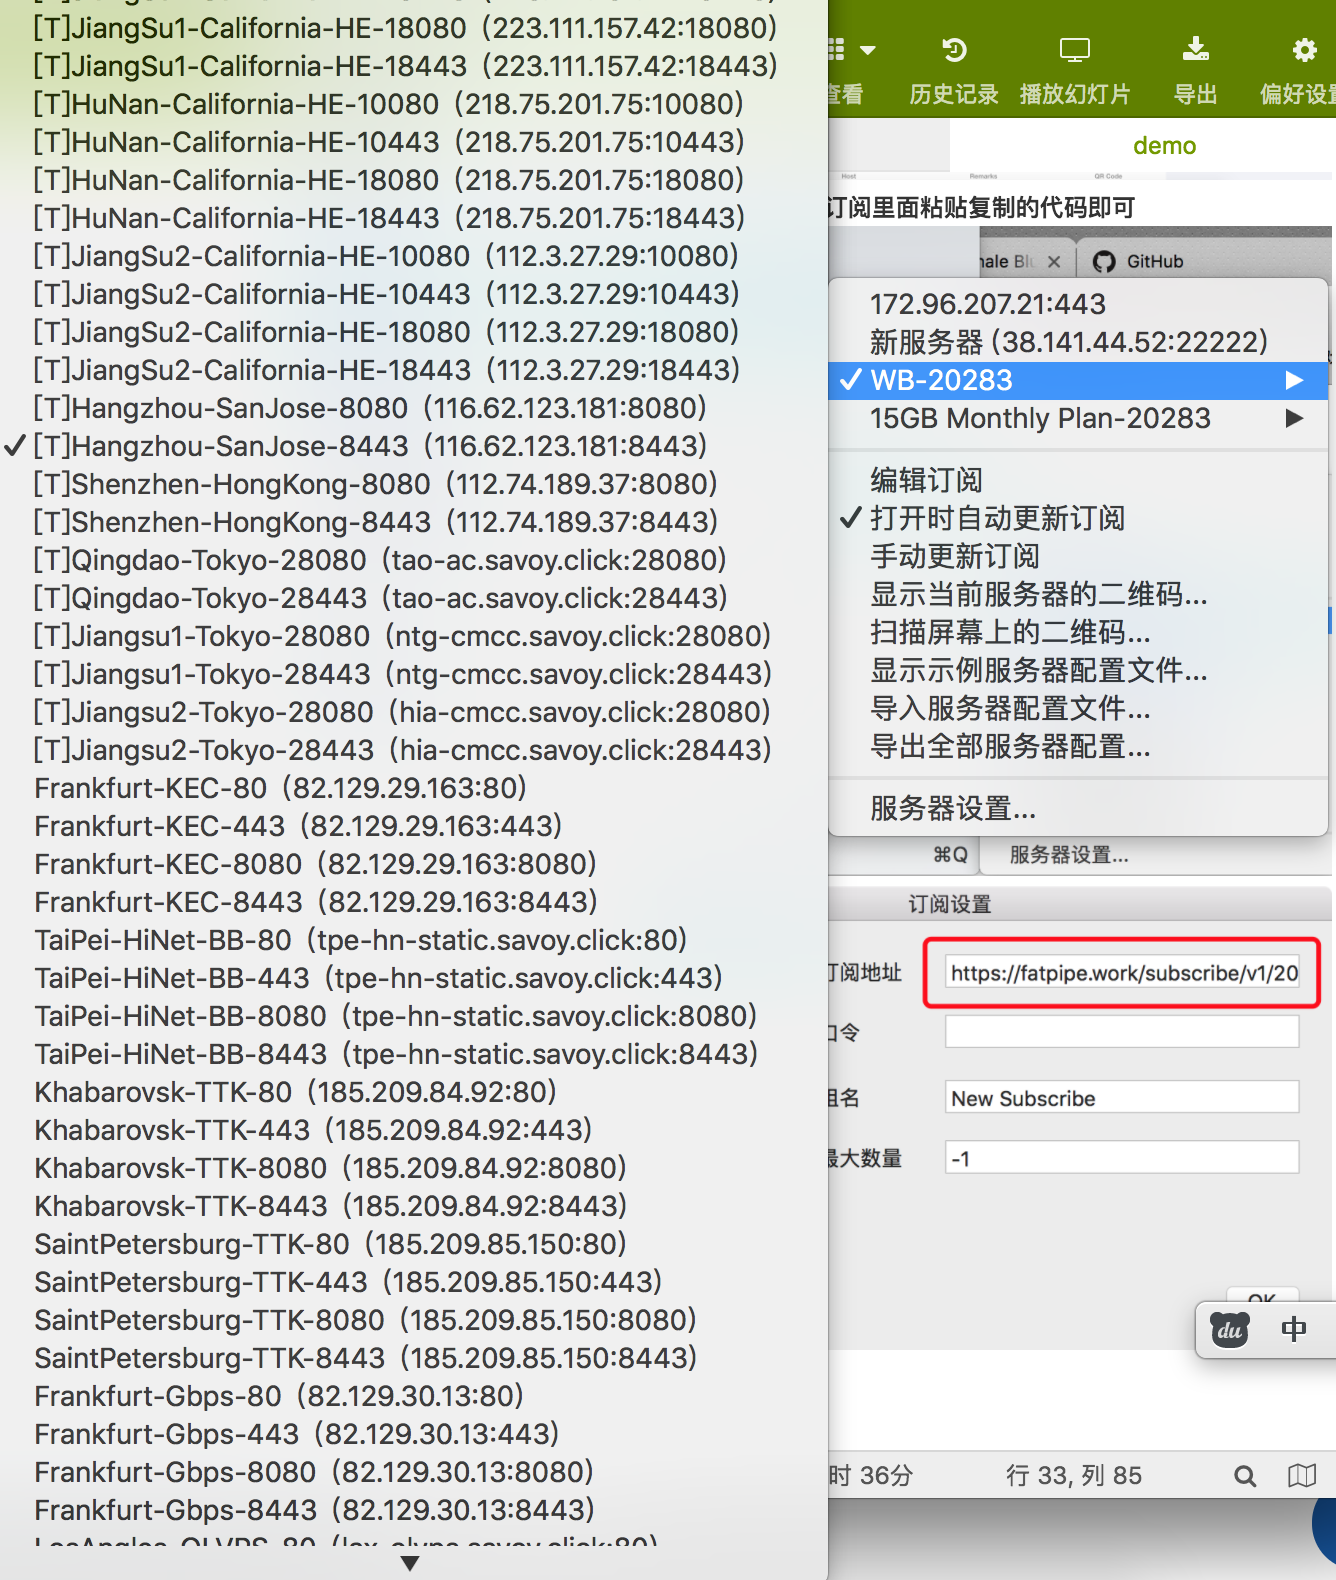 [T]JiangSu1-California-HE-18080 (223.111.157.42:18080)
[T]JiangSu1-California-HE-18443 (223.111.157.42:18443)
[T]HuNan-California-HE-10080 (218.75.201.75:10080)
[T]HuNan-California-HE-10443 (218.75.201.75:10443)
[T]HuNan-California-HE-18080 (218.75.201.75:18080)
[T]HuNan-California-HE-18443 (218.75.201.75:18443)
[T]JiangSu2-California-HE-10080 (112.3.27.29:10080)
[T]JiangSu2-California-HE-10443 (112.3.27.29:10443)
[T]JiangSu2-California-HE-18080 (112.3.27.29:18080)
[T]JiangSu2-California-HE-18443 (112.3.27.29:18443)
[T]Hangzhou-SanJose-8080 (116.62.123.181:8080)
[T]Hangzhou-SanJose-8443 (116.62.123.181:8443)
[T]Shenzhen-HongKong-8080 (112.74.189.37:8080)
[T]Shenzhen-HongKong-8443 (112.74.189.37:8443)
[T]Qingdao-Tokyo-28080 (tao-ac.savoy.click:28080)
[T]Qingdao-Tokyo-28443 (tao-ac.savoy.click:28443)
[T]Jiangsu1-Tokyo-28080 (ntg-cmcc.savoy.click:28080)
[T]Jiangsu1-Tokyo-28443 (ntg-cmcc.savoy.click:28443)
[T]Jiangsu2-Tokyo-28080 (hia-cmcc.savoy.click:28080)
[T]Jiangsu2-Tokyo-28443 (hia-cmcc.savoy.click:28443)
Frankfurt-KEC-80 (82.129.29.163:80)
Frankfurt-KEC-443 (82.129.29.163:443)
Frankfurt-KEC-8080 (82.129.29.163:8080)
Frankfurt-KEC-8443 (82.129.29.163:8443)
TaiPei-HiNet-BB-80 (tpe-hn-static.savoy.click:80)
TaiPei-HiNet-BB-443 (tpe-hn-static.savoy.click:443)
TaiPei-HiNet-BB-8080 (tpe-hn-static.savoy.click:8080)
TaiPei-HiNet-BB-8443 (tpe-hn-static.savoy.click:8443)
Khabarovsk-TTK-80 (185.209.84.92:80)
Khabarovsk-TTK-443 (185.209.84.92:443)
Khabarovsk-TTK-8080 (185.209.84.92:8080)
Khabarovsk-TTK-8443 (185.209.84.92:8443)
SaintPetersburg-TTK-80 (185.209.85.150:80)
SaintPetersburg-TTK-443 (185.209.85.150:443)
SaintPetersburg-TTK-8080 (185.209.85.150:8080)
SaintPetersburg-TTK-8443 (185.209.85.150:8443)
Frankfurt-Gbps-80 (82.129.30.13:80)
Frankfurt-Gbps-443 (82.129.30.13:443)
Frankfurt-Gbps-8080 (82.129.30.13:8080)
Frankfurt-Gbps-8443 (82.129.30.13:8443)
查看 历史记录 播放幻灯片 导出 偏好设置
demo
Host Remarks QR Code
订阅里面粘贴复制的代码即可
GitHub
172.96.207.21:443
新服务器 (38.141.44.52:22222)
WB-20283
15GB Monthly Plan-20283
编辑订阅
打开时自动更新订阅
手动更新订阅
显示当前服务器的二维码...
扫描屏幕上的二维码...
显示示例服务器配置文件...
导入服务器配置文件...
导出全部服务器配置...
服务器设置...
⌘Q 服务器设置...
订阅设置
订阅地址 https://fatpipe.work/subscribe/v1/20
口令
组名 New Subscribe
最大数量 -1
OK
du 中
时 36分 行 33, 列 85